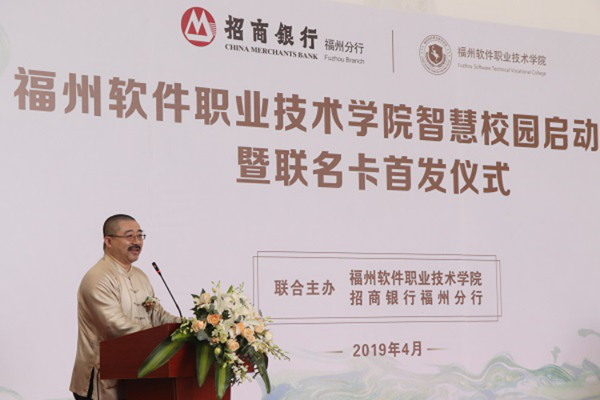 招商银行
CHINA MERCHANTS BANK
福州分行
Fuzhou Branch
福州软件职业技术学院
Fuzhou Software Technical Vocational College
福州软件职业技术学院智慧校园启动
暨联名卡首发仪式
联合主办
福州软件职业技术学院
招商银行福州分行
2019年4月